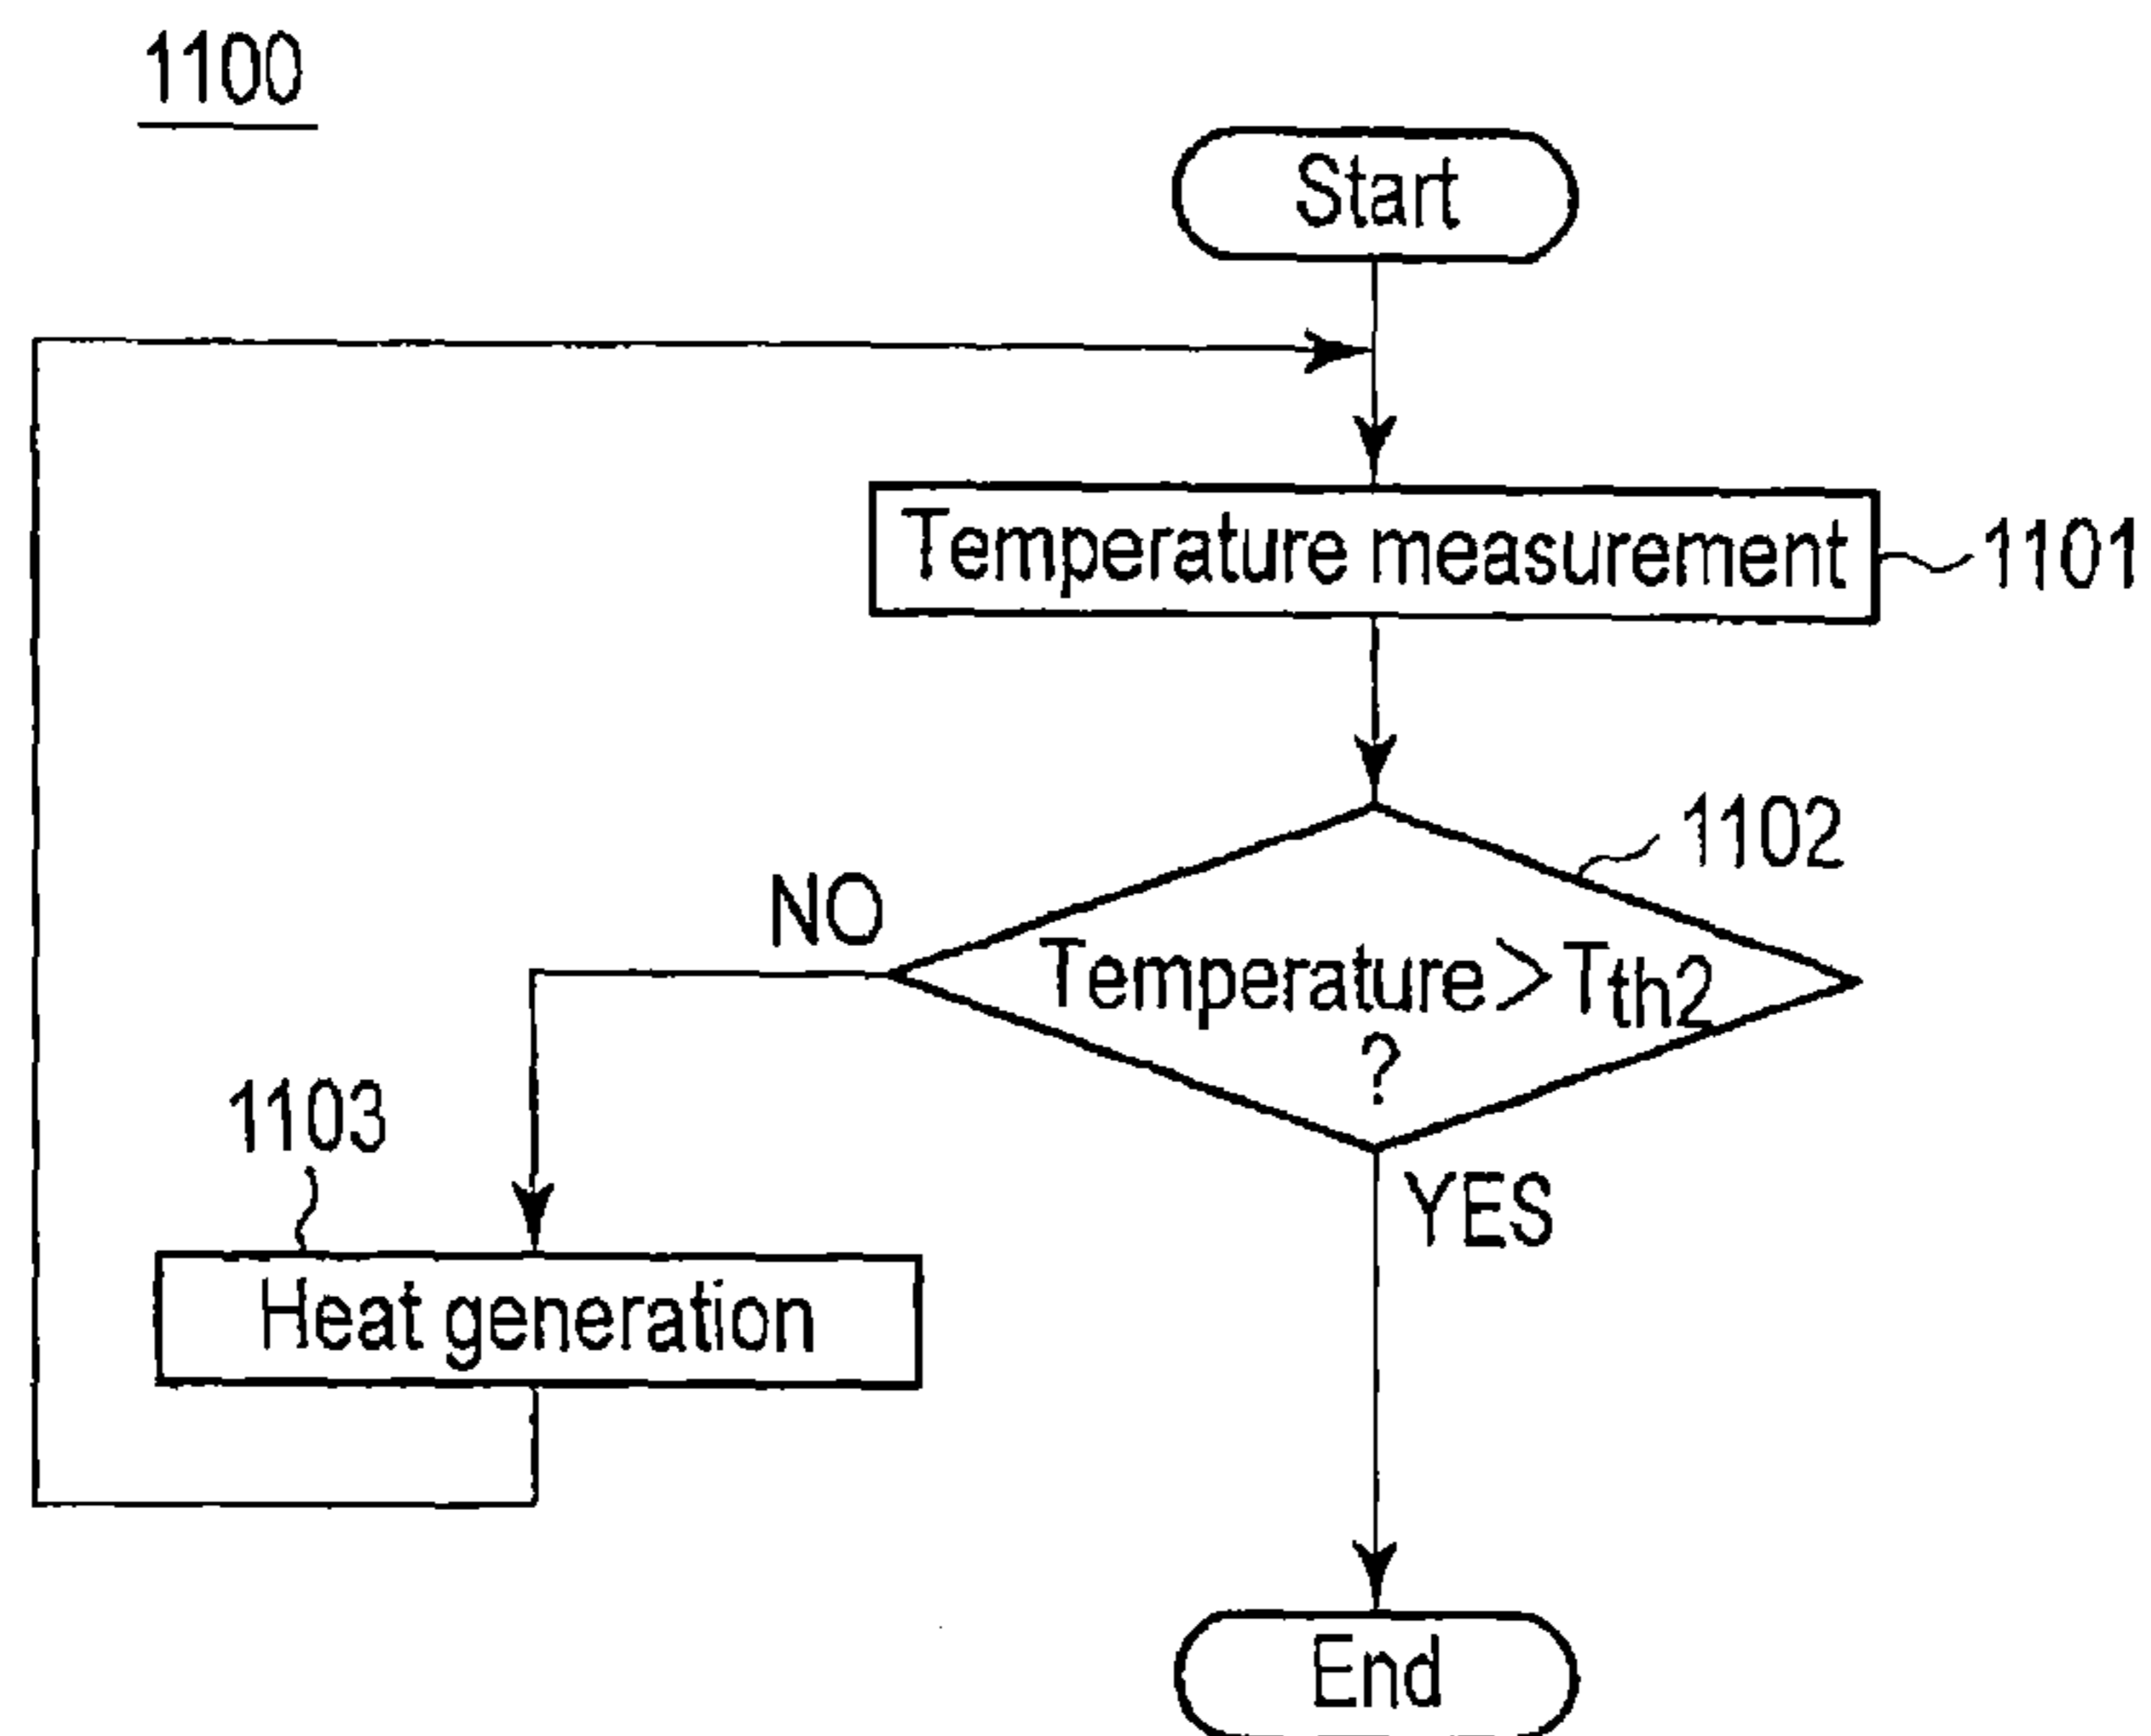 1100
Start
Temperature measurement
1101
1102
NO
Temperature>Tth2
?
1103
YES
Heat generation
End